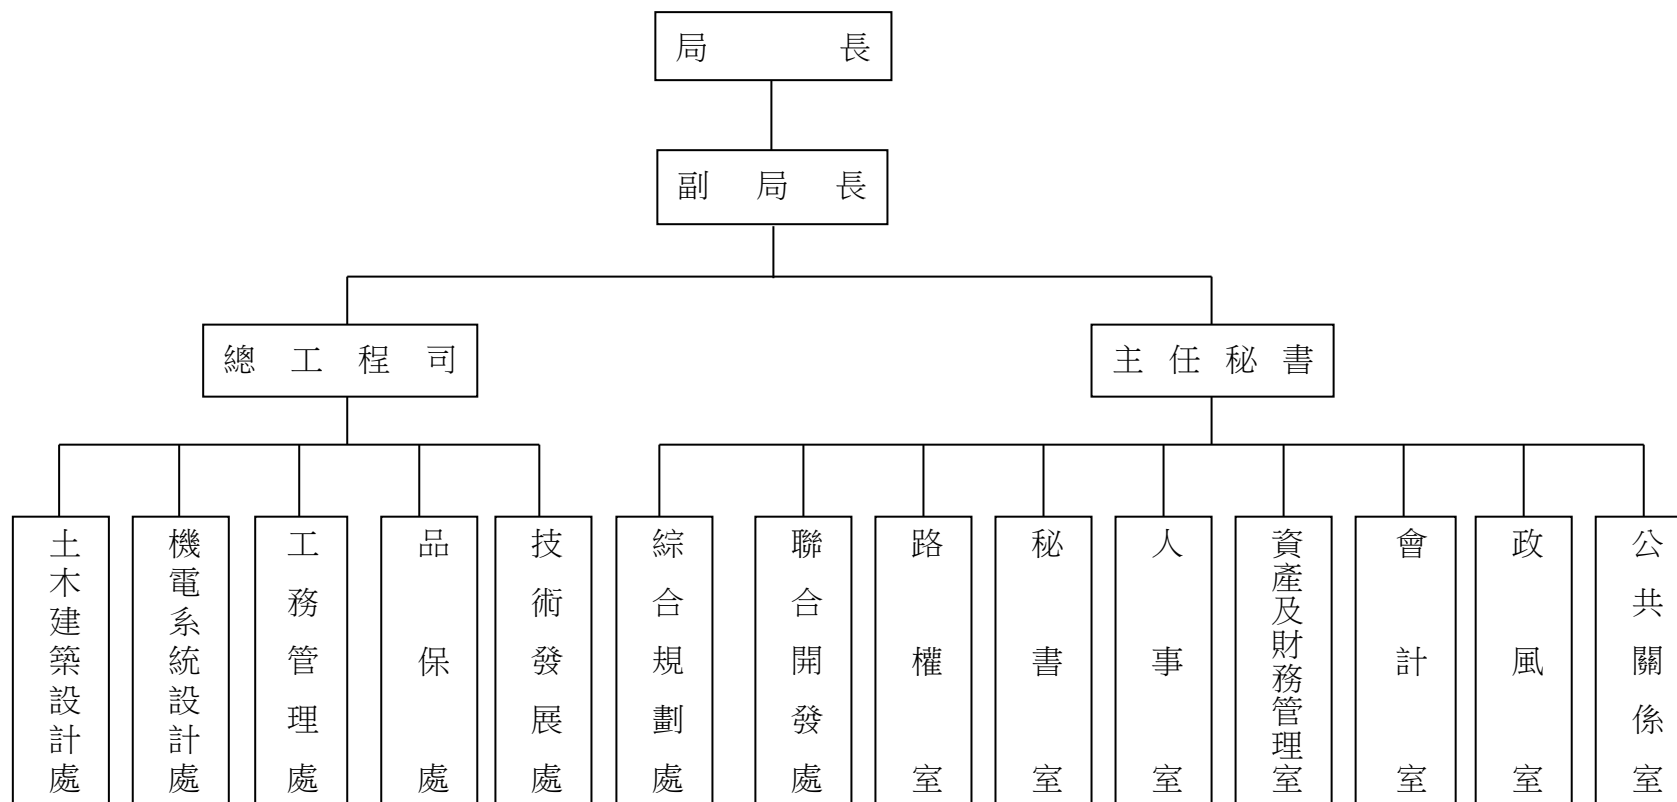 局長
副局長
總工程司
主任秘書
土木建築設計處
機電系統設計處
工務管理處
品保處
技術發展處
綜合規劃處
聯合開發處
路權室
秘書室
人事室
資產及財務管理室
會計室
政風室
公共關係室